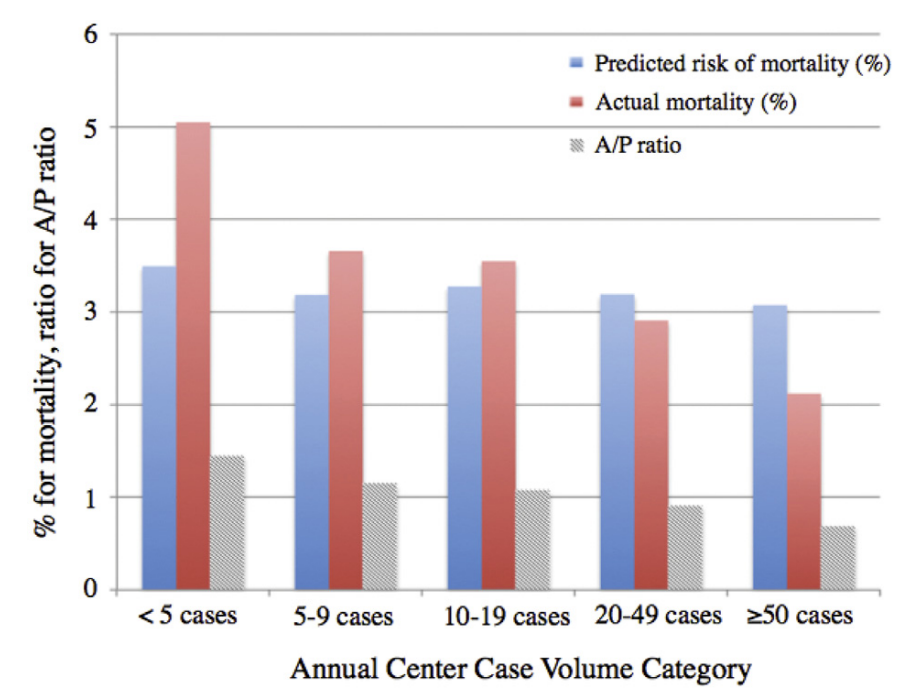 6
5
4
3
2
1
0
% for mortality, ratio for A/P ratio
Predicted risk of mortality (%)
Actual mortality (%)
A/P ratio
< 5 cases 5-9 cases 10-19 cases 20-49 cases ≥50 cases
Annual Center Case Volume Category